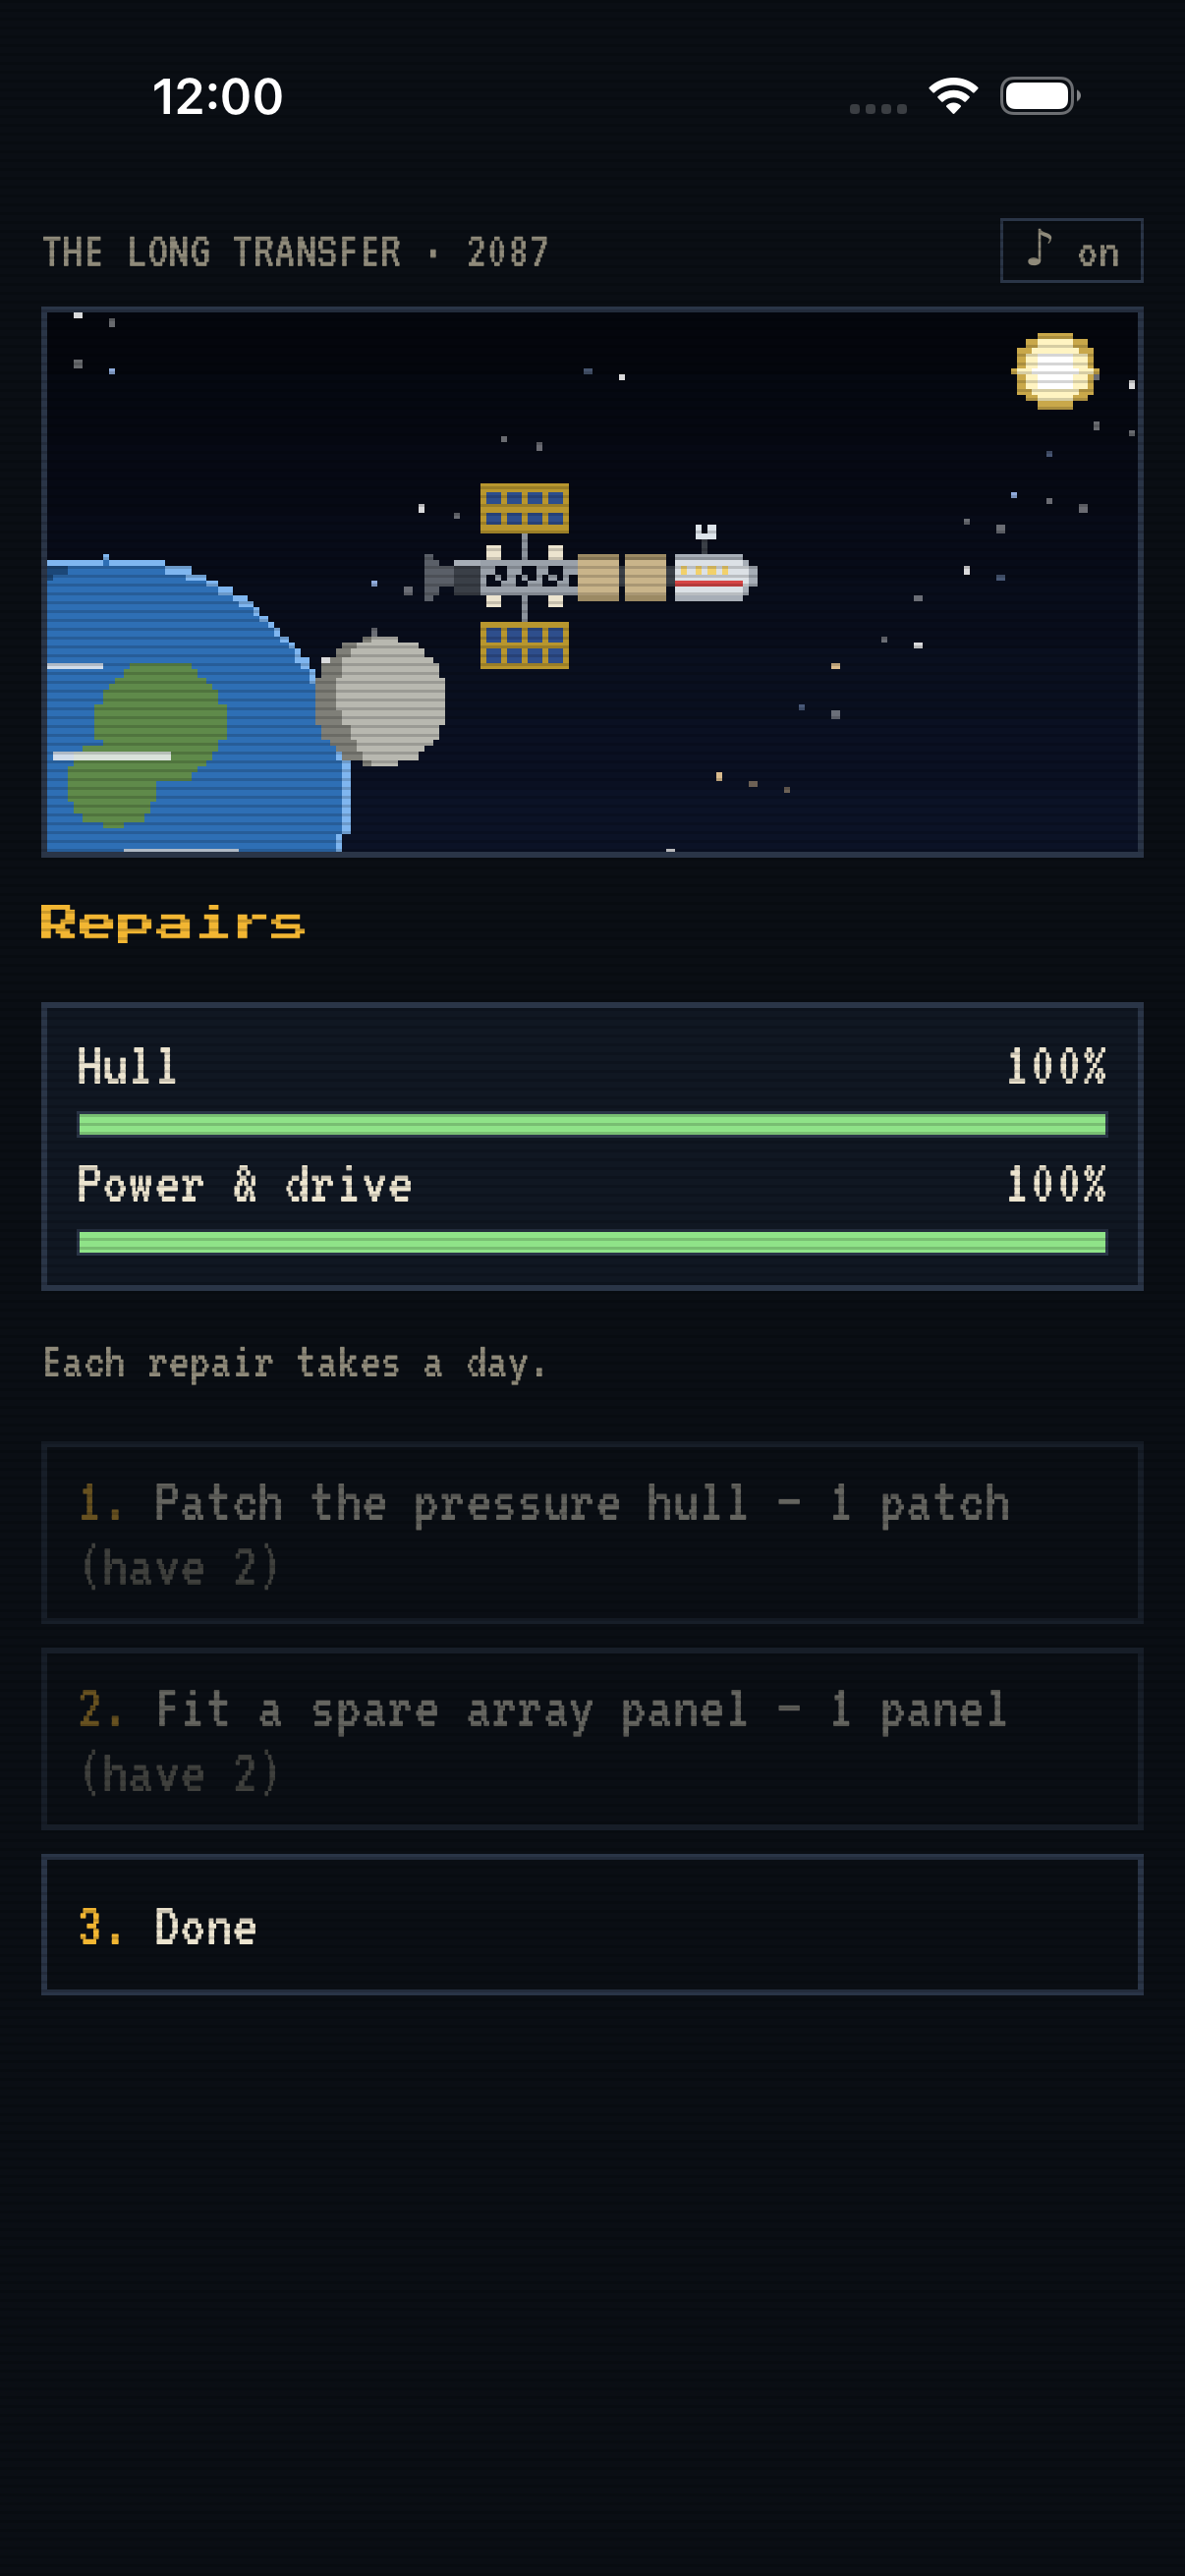 12:00
THE LONG TRANSFER · 2087
♪ on
Repairs
Hull 100%
Power & drive 100%
Each repair takes a day.
1. Patch the pressure hull — 1 patch
(have 2)
2. Fit a spare array panel — 1 panel
(have 2)
3. Done